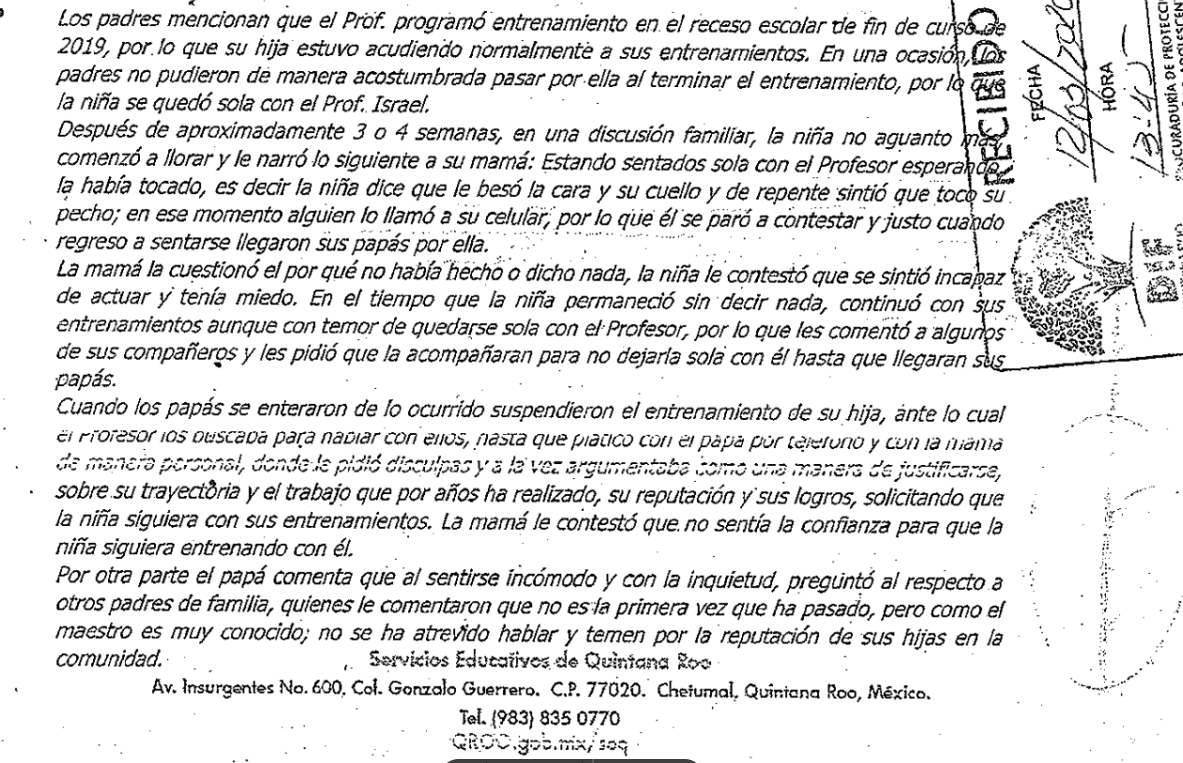 Los padres mencionan que el Prof. programó entrenamiento en el receso escolar de fin de curso de
2019, por lo que su hija estuvo acudiendo normalmente a sus entrenamientos. En una ocasión, los
padres no pudieron de manera acostumbrada pasar por ella al terminar el entrenamiento, por lo que
la niña se quedó sola con el Prof. Israel.
Después de aproximadamente 3 o 4 semanas, en una discusión familiar, la niña no aguanto más
comenzó a llorar y le narró lo siguiente a su mamá: Estando sentados sola con el Profesor esperando,
la había tocado, es decir la niña dice que le besó la cara y su cuello y de repente sintió que toco su
pecho; en ese momento alguien lo llamó a su celular, por lo que él se paró a contestar y justo cuando
regreso a sentarse llegaron sus papás por ella.
La mamá la cuestionó el por qué no había hecho o dicho nada, la niña le contestó que se sintió incapaz
de actuar y tenía miedo. En el tiempo que la niña permaneció sin decir nada, continuó con sus
entrenamientos aunque con temor de quedarse sola con el Profesor, por lo que les comentó a algunos
de sus compañeros y les pidió que la acompañaran para no dejarla sola con él hasta que llegaran sus
papás.
Cuando los papás se enteraron de lo ocurrido suspendieron el entrenamiento de su hija, ante lo cual
el Profesor los buscaba para hablar con ellos, hasta que platico con el papá por teléfono y con la mamá
de manera personal, donde le pidió disculpas y a la vez argumentaba como una manera de justificarse,
sobre su trayectoria y el trabajo que por años ha realizado, su reputación y sus logros, solicitando que
la niña siguiera con sus entrenamientos. La mamá le contestó que no sentía la confianza para que la
niña siguiera entrenando con él.
Por otra parte el papá comenta que al sentirse incómodo y con la inquietud, preguntó al respecto a
otros padres de familia, quienes le comentaron que no es la primera vez que ha pasado, pero como el
maestro es muy conocido; no se ha atrevido hablar y temen por la reputación de sus hijas en la
comunidad.
Servicios Educativos de Quintana Roo
Av. Insurgentes No. 600, Col. Gonzalo Guerrero. C.P. 77020. Chetumal, Quintana Roo, México.
Tel. (983) 835 0770
QROO.gob.mx/seq
RECIBIDO
FECHA 12/03/2020
HORA 13:40
DIF